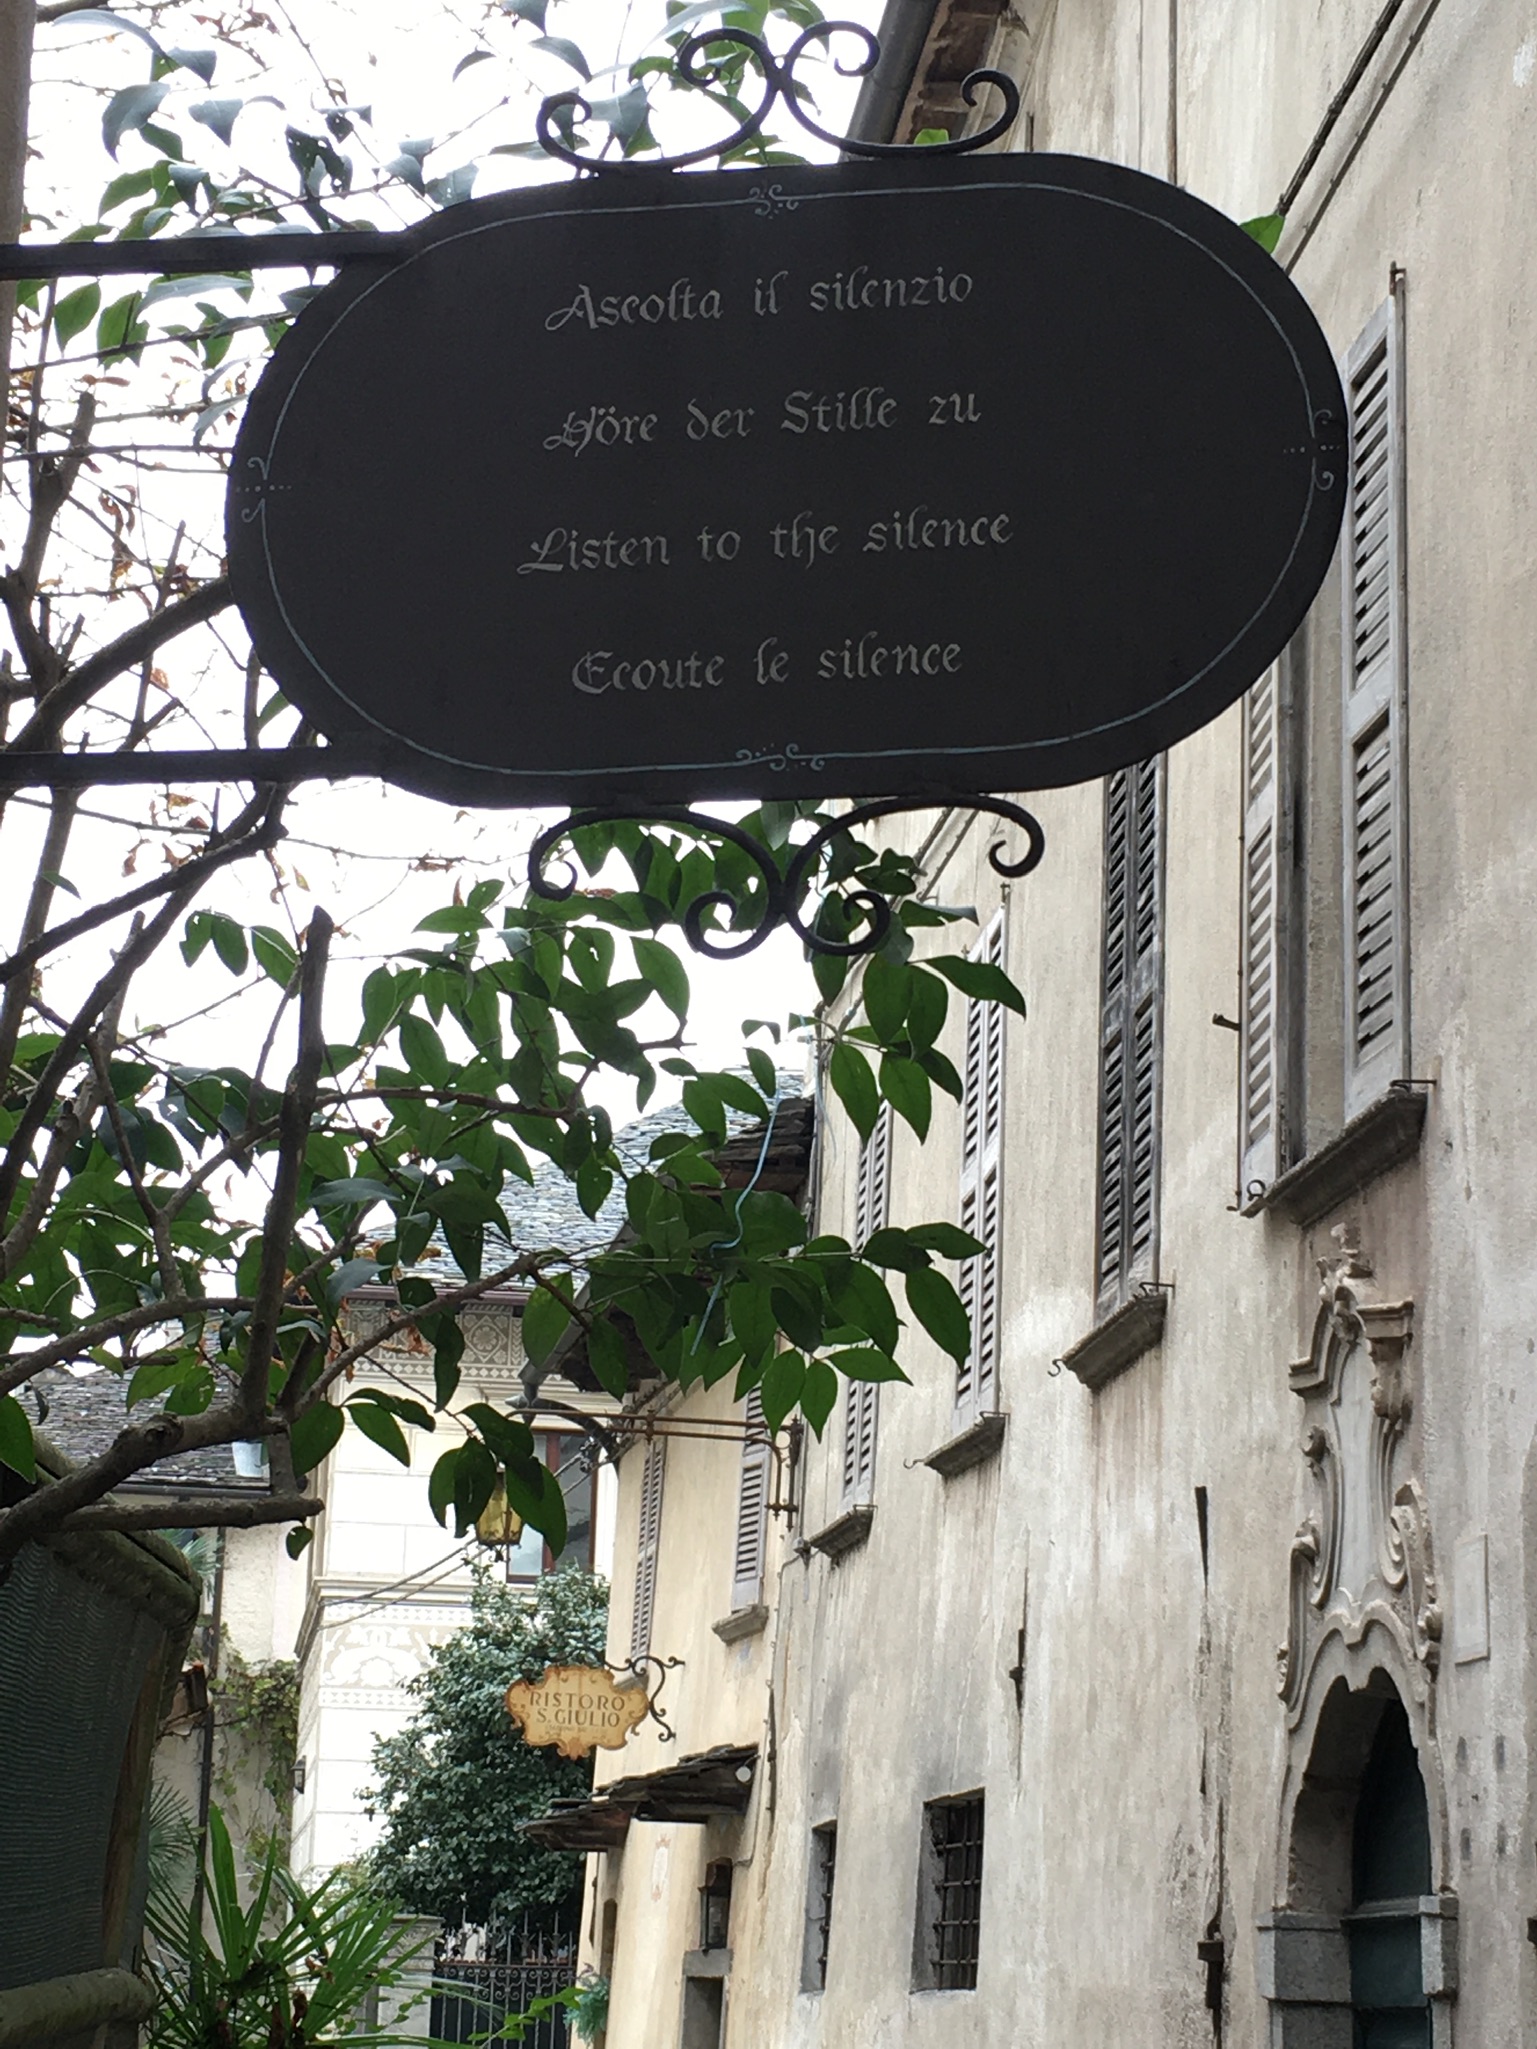 Ascolta il silenzio
Höre der Stille zu
Listen to the silence
Ecoute le silence
RISTORO
S. GIULIO